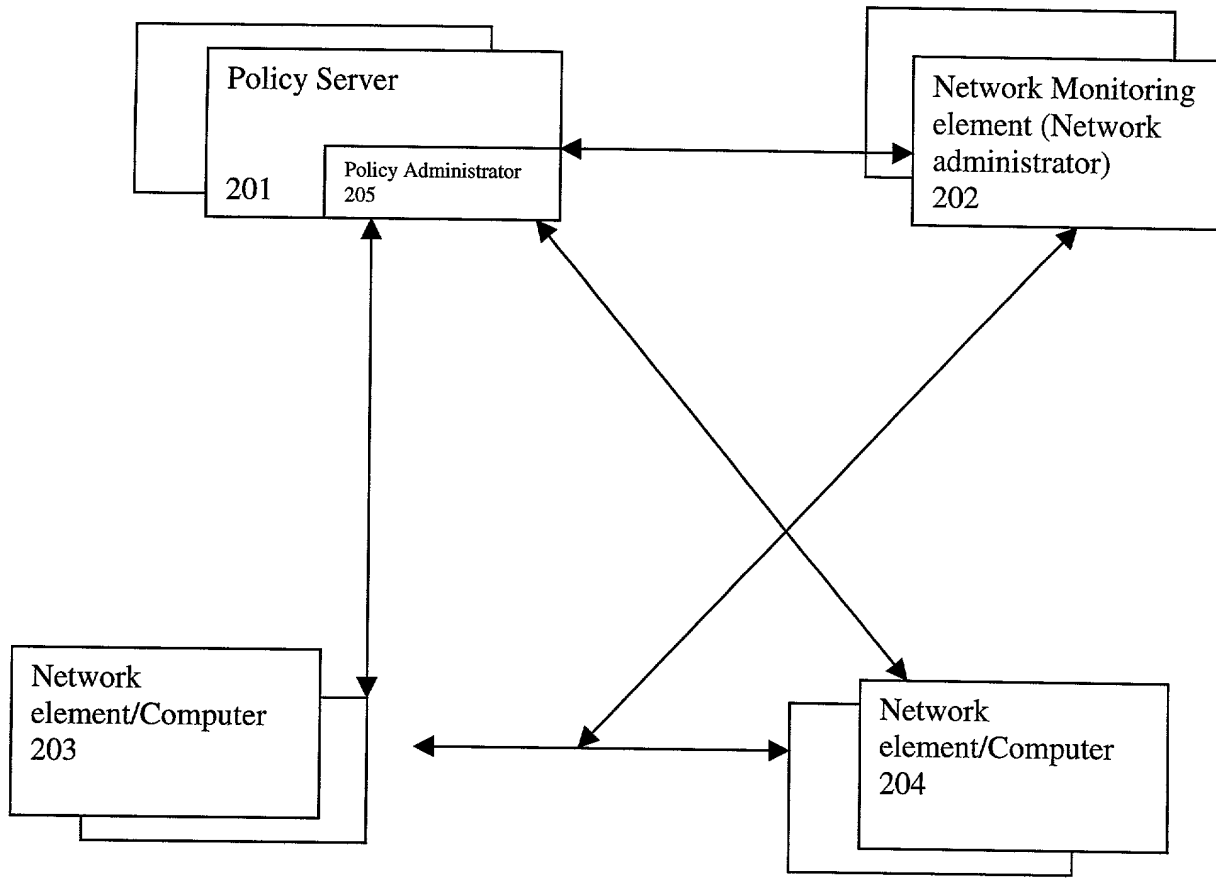 Policy Server
201
Policy Administrator
205
Network Monitoring
element (Network
administrator)
202
Network
element/Computer
203
Network
element/Computer
204